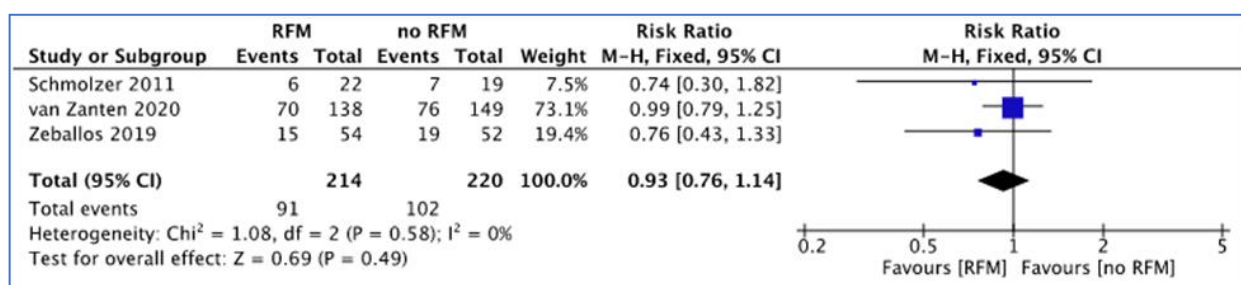 RFM no RFM Risk Ratio Risk Ratio
Study or Subgroup Events Total Events Total Weight M-H, Fixed, 95% CI M-H, Fixed, 95% CI
Schmolzer 2011 6 22 7 19 7.5% 0.74 [0.30, 1.82]
van Zanten 2020 70 138 76 149 73.1% 0.99 [0.79, 1.25]
Zeballos 2019 15 54 19 52 19.4% 0.76 [0.43, 1.33]
Total (95% CI) 214 220 100.0% 0.93 [0.76, 1.14]
Total events 91 102
Heterogeneity: Chi² = 1.08, df = 2 (P = 0.58); I² = 0%
Test for overall effect: Z = 0.69 (P = 0.49)
0.2 0.5 1 2 5
Favours [RFM] Favours [no RFM]